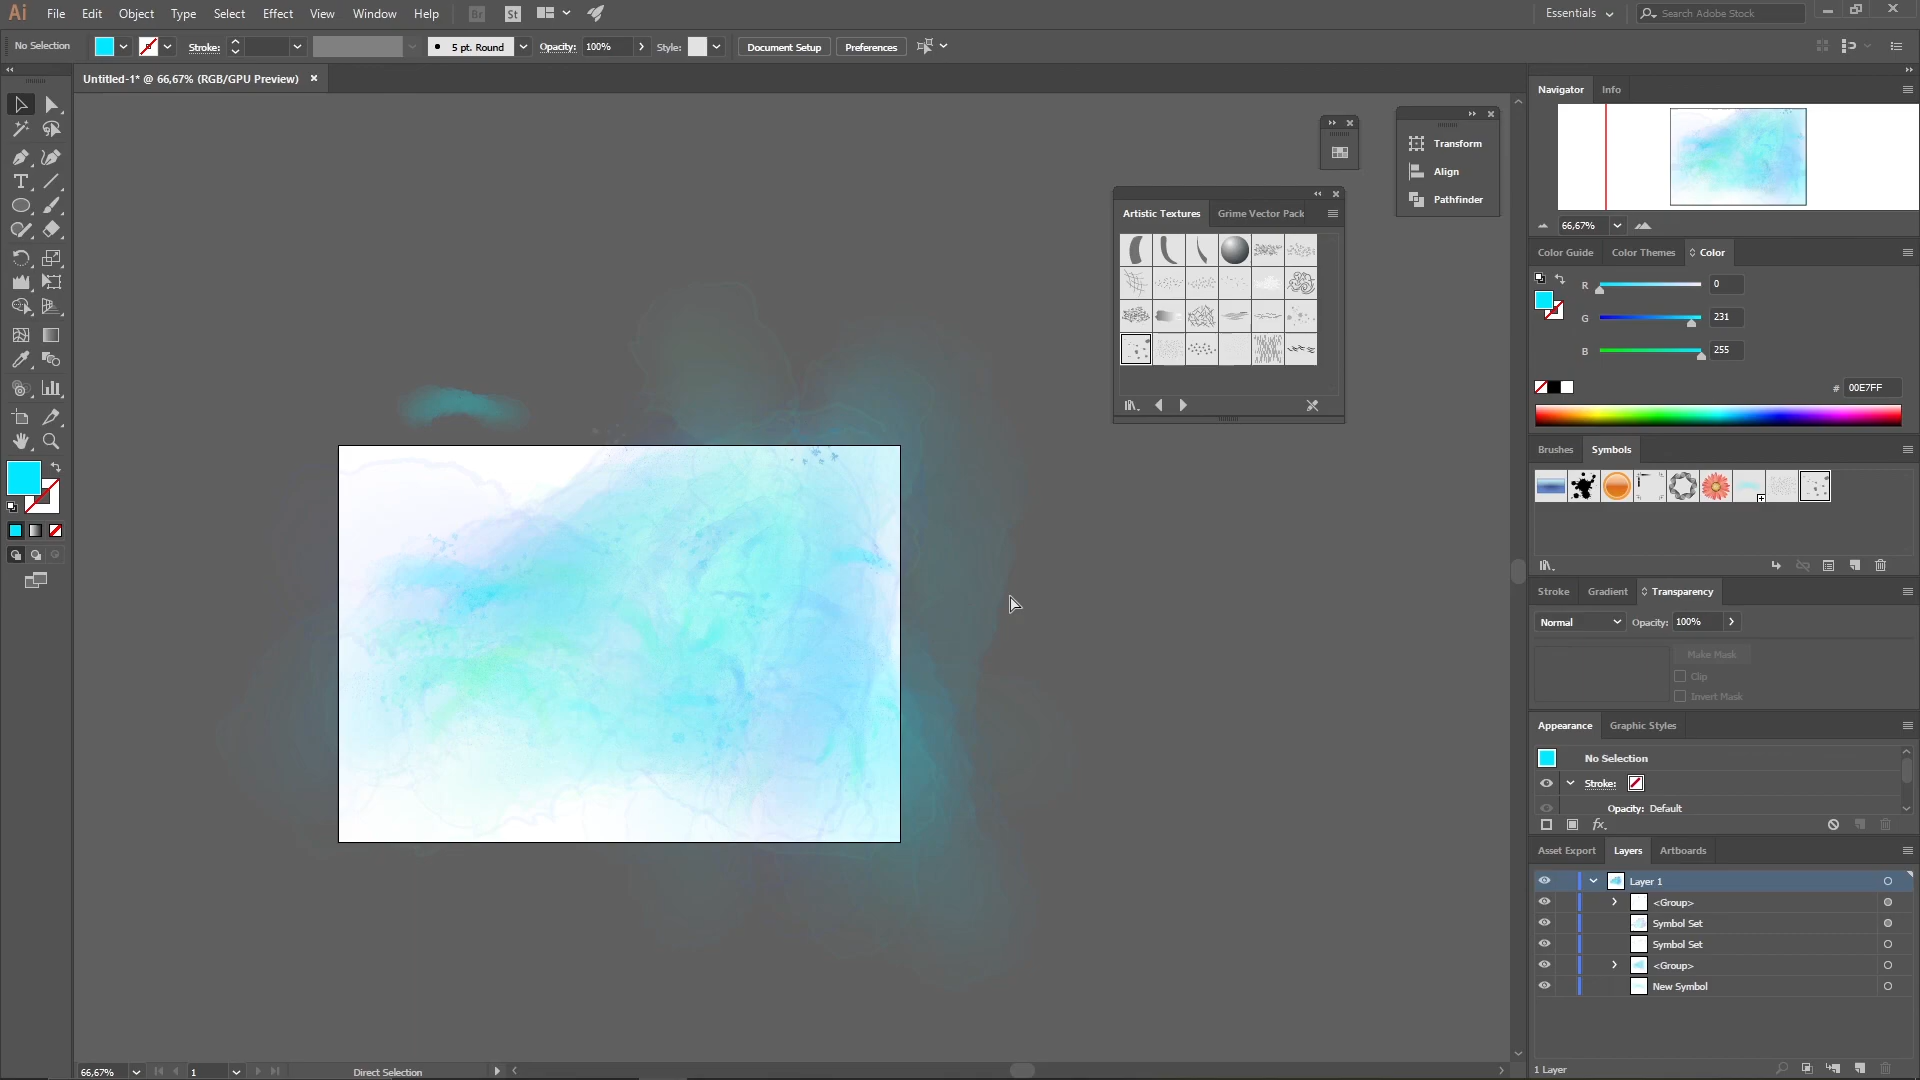 Ai File Edit Object Type Select Effect View Window Help Br St Essentials Search Adobe Stock
No Selection Stroke: 5 pt. Round Opacity: 100% Style: Document Setup Preferences
Untitled-1* @ 66,67% (RGB/GPU Preview)
Transform
Align
Pathfinder
Artistic Textures Grime Vector Pack
Navigator Info
66,67%
Color Guide Color Themes Color
R 0
G 231
B 255
# 00E7FF
Brushes Symbols
Stroke Gradient Transparency
Normal Opacity: 100%
Make Mask
Clip
Invert Mask
Appearance Graphic Styles
No Selection
Stroke:
Opacity: Default
fx.
Asset Export Layers Artboards
Layer 1
<Group>
Symbol Set
Symbol Set
<Group>
New Symbol
1 Layer
66,67% 1 Direct Selection